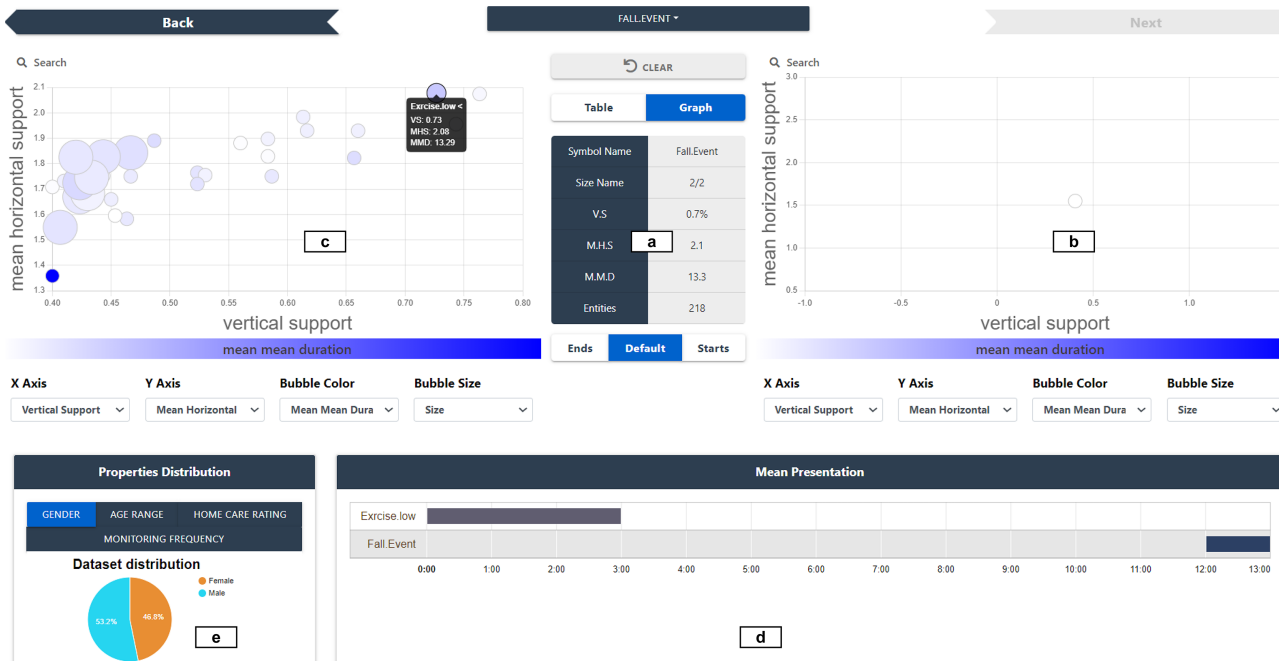 Back
FALL.EVENT
Next
Search
CLEAR
Search
Table
Graph
mean horizontal support
2.1
2.0
1.9
1.8
1.7
1.6
1.5
1.4
1.3
Exrcise.low <
VS: 0.73
MHS: 2.08
MMD: 13.29
c
0.40
0.45
0.50
0.55
0.60
0.65
0.70
0.75
0.80
vertical support
mean mean duration
Symbol Name
Fall.Event
Size Name
2/2
V.S
0.7%
M.H.S
a
2.1
M.M.D
13.3
Entities
218
Ends
Default
Starts
mean horizontal support
3.0
2.5
2.0
1.5
1.0
0.5
b
-1.0
-0.5
0
0.5
1.0
vertical support
mean mean duration
X Axis
Y Axis
Bubble Color
Bubble Size
Vertical Support
Mean Horizontal
Mean Mean Dura
Size
X Axis
Y Axis
Bubble Color
Bubble Size
Vertical Support
Mean Horizontal
Mean Mean Dura
Size
Properties Distribution
GENDER
AGE RANGE
HOME CARE RATING
MONITORING FREQUENCY
Dataset distribution
Female
Male
53.2%
46.8%
e
Mean Presentation
Exrcise.low
Fall.Event
0:00
1:00
2:00
3:00
4:00
5:00
6:00
7:00
8:00
9:00
10:00
11:00
12:00
13:00
d